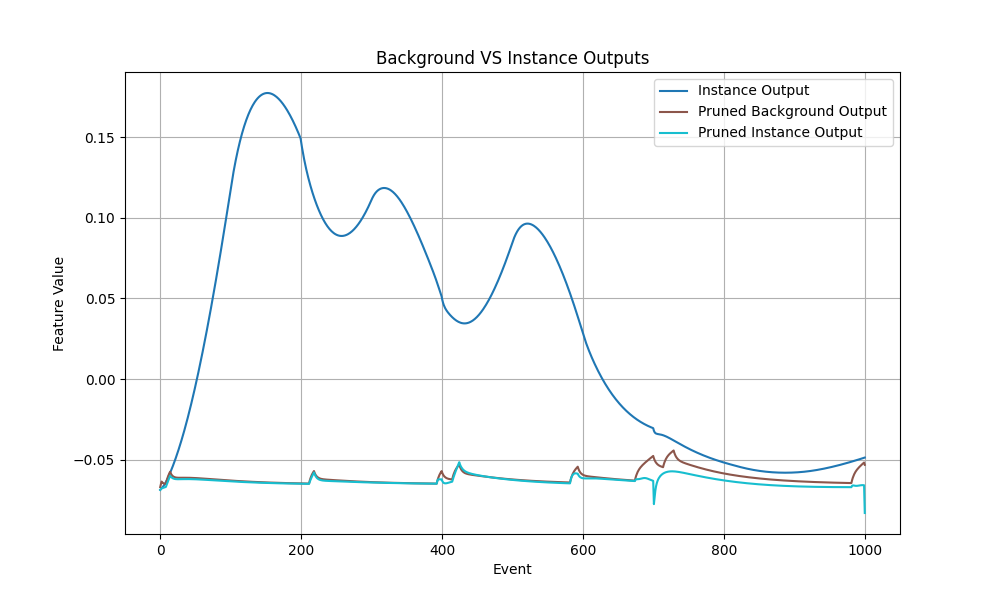 Background VS Instance Outputs
Instance Output
Pruned Background Output
Pruned Instance Output
Feature Value
0.15
0.10
0.05
0.00
−0.05
0
200
400
600
800
1000
Event